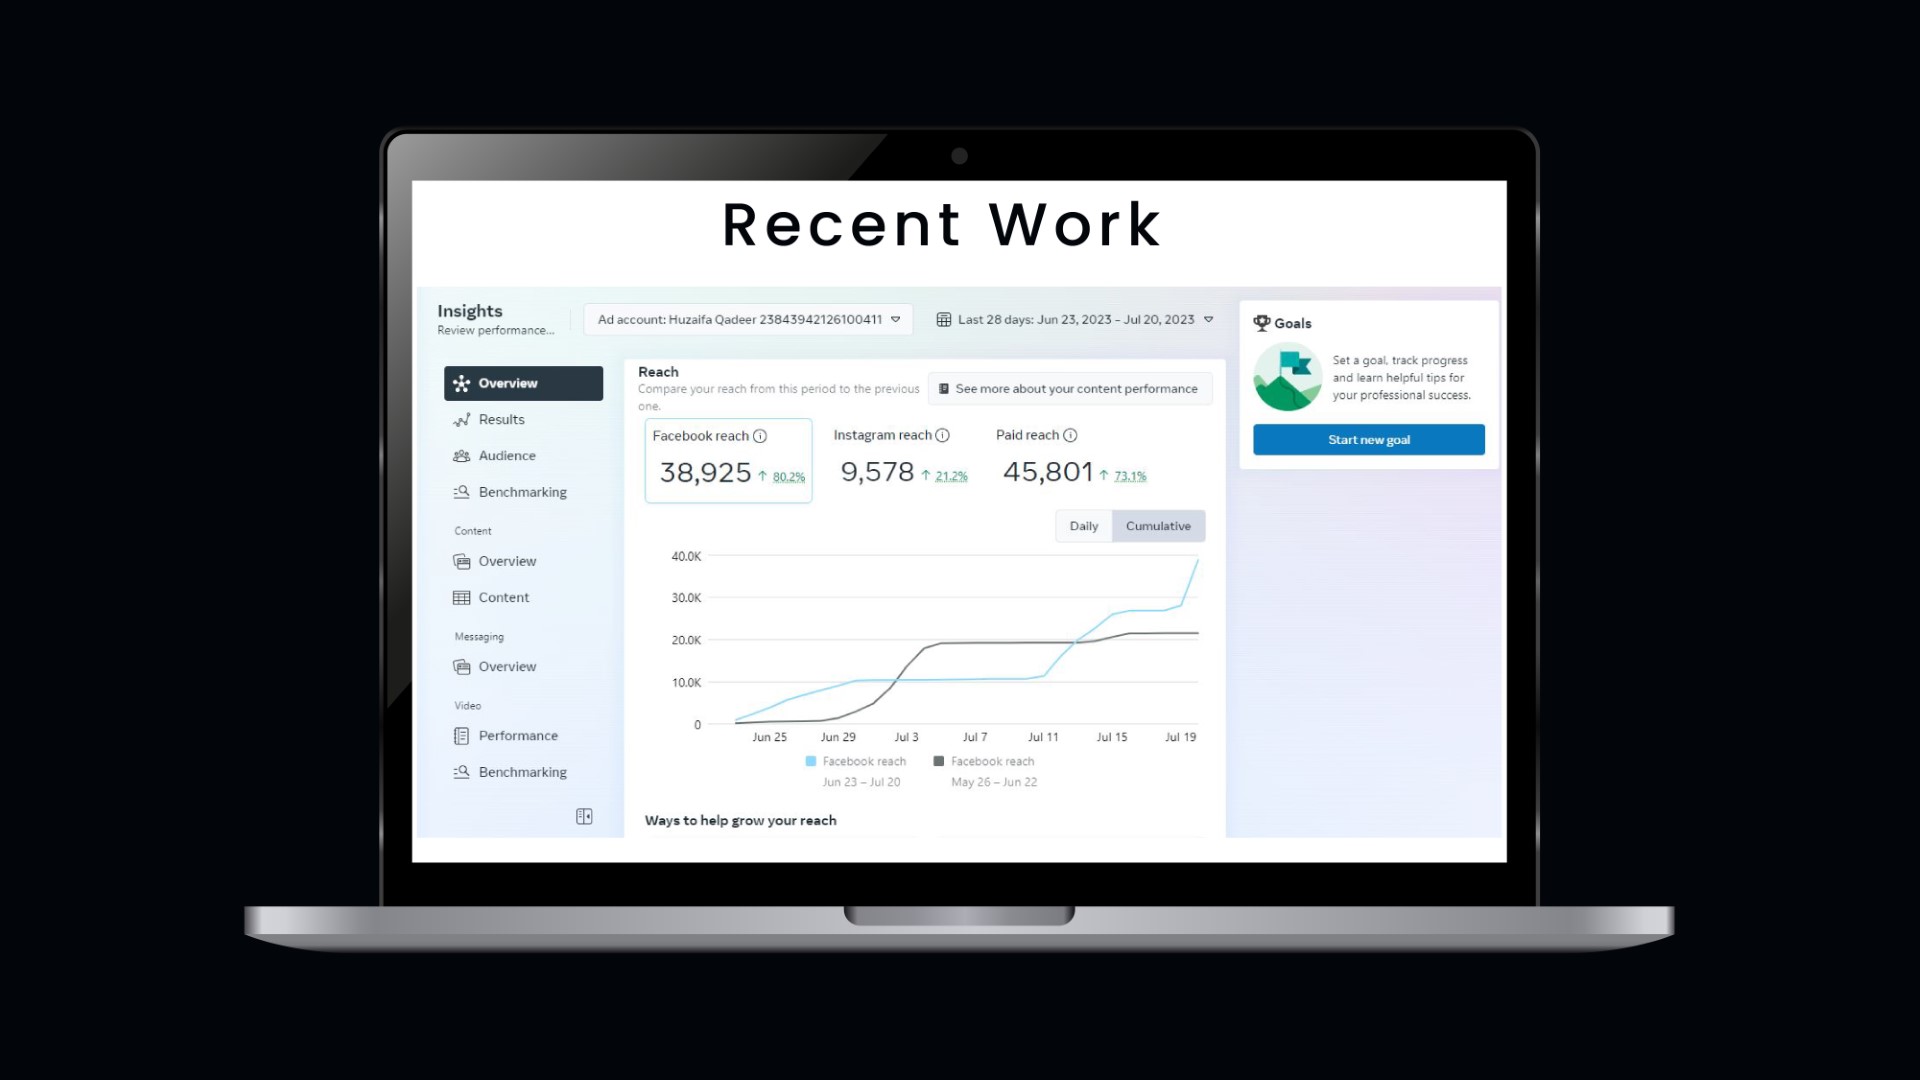 Recent Work
Insights
Review performance...
Ad account: Huzaifa Qadeer 23843942126100411
Last 28 days: Jun 23, 2023 – Jul 20, 2023
Overview
Results
Audience
Benchmarking
Content
Overview
Content
Messaging
Overview
Video
Performance
Benchmarking
Reach
Compare your reach from this period to the previous
one.
See more about your content performance
Facebook reach
38,925 ↑ 80.2%
Instagram reach
9,578 ↑ 21.2%
Paid reach
45,801 ↑ 73.1%
Daily
Cumulative
40.0K
30.0K
20.0K
10.0K
0
Jun 25 Jun 29 Jul 3 Jul 7 Jul 11 Jul 15 Jul 19
Facebook reach
Jun 23 – Jul 20
Facebook reach
May 26 – Jun 22
Ways to help grow your reach
Goals
Set a goal, track progress
and learn helpful tips for
your professional success.
Start new goal